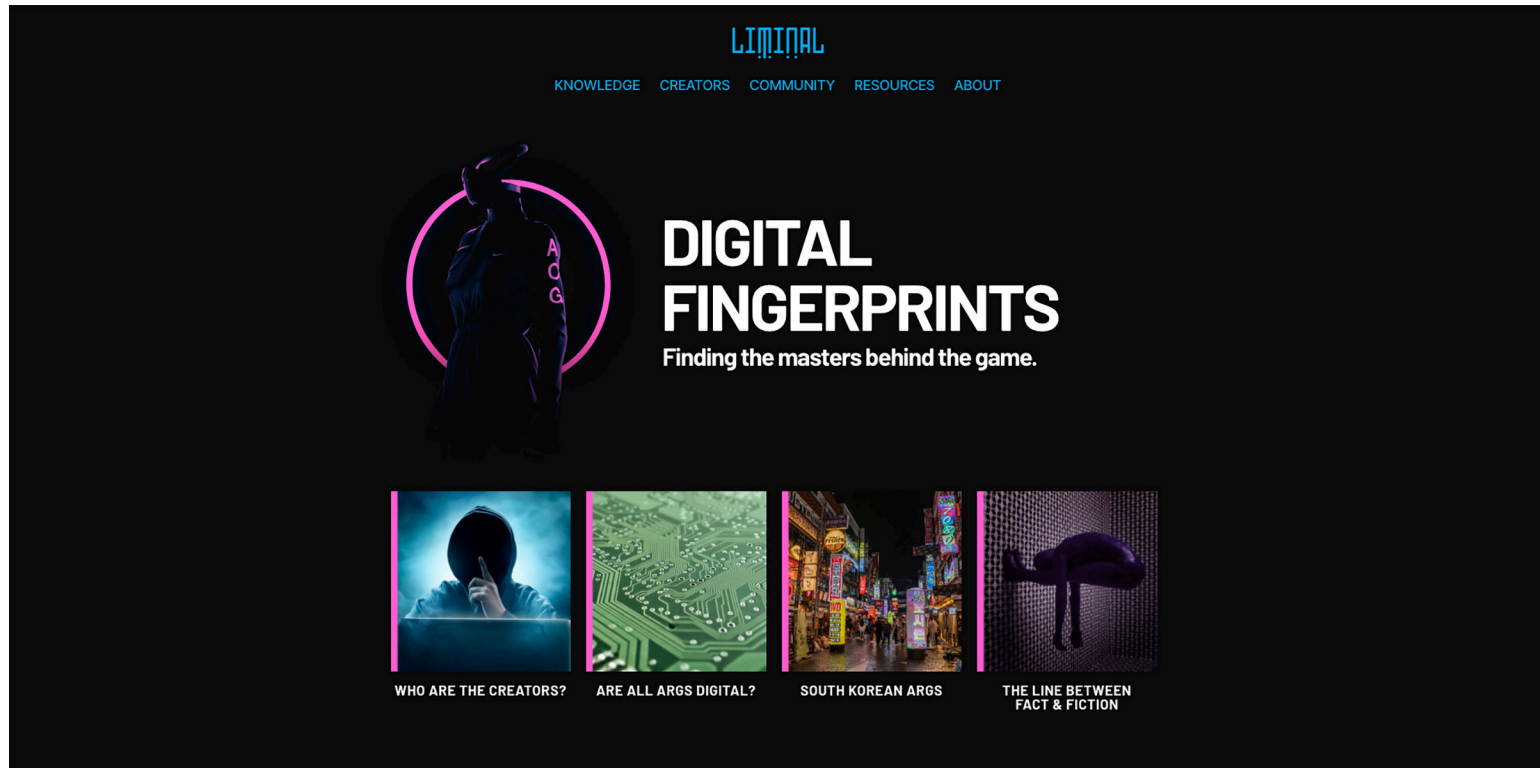 LIMINAL
KNOWLEDGE CREATORS COMMUNITY RESOURCES ABOUT
A
C
G
DIGITAL
FINGERPRINTS
Finding the masters behind the game.
WHO ARE THE CREATORS?
ARE ALL ARGS DIGITAL?
SOUTH KOREAN ARGS
THE LINE BETWEEN
FACT & FICTION